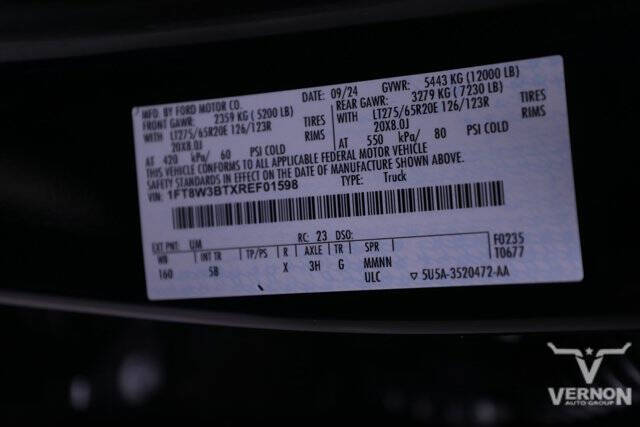 MFD. BY FORD MOTOR CO.
DATE: 09/24 GVWR: 5443 KG (12000 LB)
FRONT GAWR: 2359 KG (5200 LB) REAR GAWR: 3279 KG (7230 LB)
WITH LT275/65R20E 126/123R TIRES WITH LT275/65R20E 126/123R TIRES
20X8.0J RIMS 20X8.0J RIMS
AT 420 kPa/ 60 PSI COLD AT 550 kPa/ 80 PSI COLD
THIS VEHICLE CONFORMS TO ALL APPLICABLE FEDERAL MOTOR VEHICLE
SAFETY STANDARDS IN EFFECT ON THE DATE OF MANUFACTURE SHOWN ABOVE
VIN: 1FT8W3BTXREF01598 TYPE: Truck
EXT PNT: UM RC: 23 DSO: F0235
WB INT TR TP/PS R AXLE TR SPR T0677
160 5B X 3H G MMNN
ULC ▽ 5U5A-3520472-AA
VERNON
AUTO GROUP